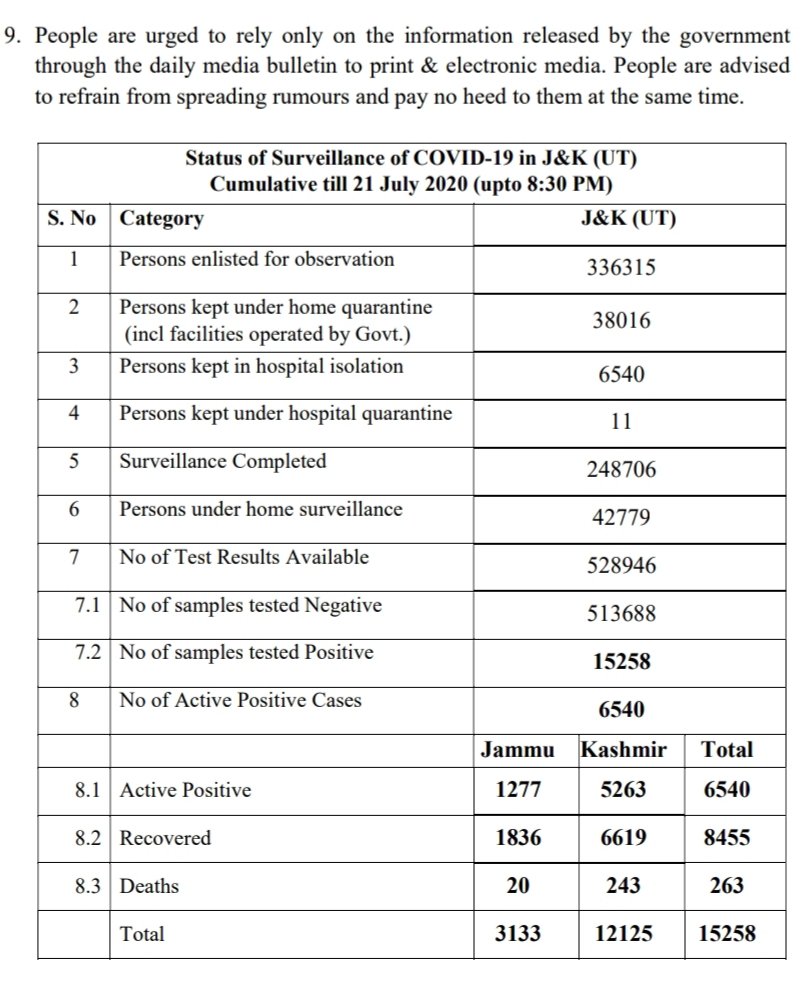 9. People are urged to rely only on the information released by the government
through the daily media bulletin to print & electronic media. People are advised
to refrain from spreading rumours and pay no heed to them at the same time.
Status of Surveillance of COVID-19 in J&K (UT)
Cumulative till 21 July 2020 (upto 8:30 PM)
S. No Category J&K (UT)
1 Persons enlisted for observation 336315
2 Persons kept under home quarantine
(incl facilities operated by Govt.) 38016
3 Persons kept in hospital isolation 6540
4 Persons kept under hospital quarantine 11
5 Surveillance Completed 248706
6 Persons under home surveillance 42779
7 No of Test Results Available 528946
7.1 No of samples tested Negative 513688
7.2 No of samples tested Positive 15258
8 No of Active Positive Cases 6540
Jammu Kashmir Total
8.1 Active Positive 1277 5263 6540
8.2 Recovered 1836 6619 8455
8.3 Deaths 20 243 263
Total 3133 12125 15258